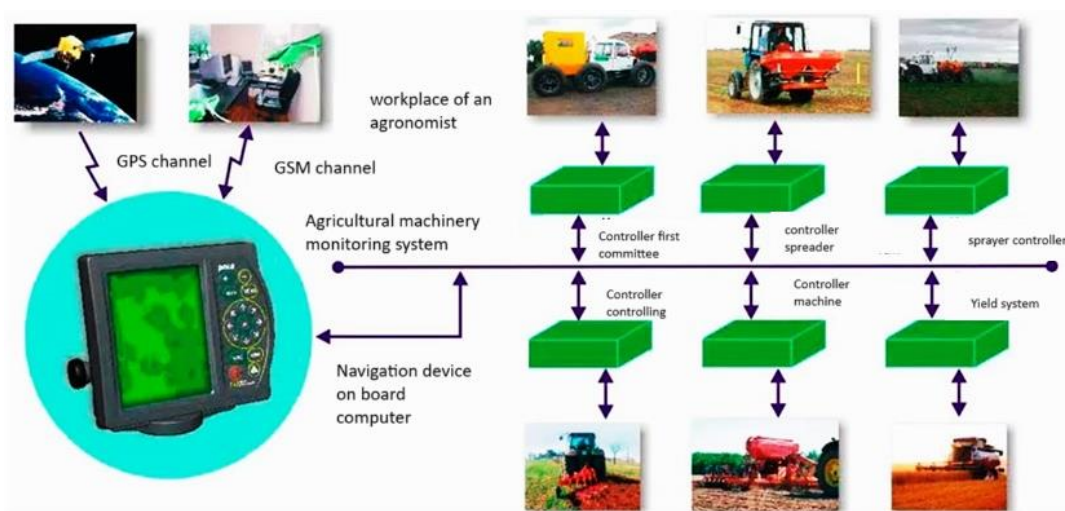 workplace of an
agronomist
GPS channel
GSM channel
Agricultural machinery
monitoring system
Controller first
committee
controller
spreader
sprayer controller
Controller
controlling
Controller
machine
Yield system
Navigation device
on board
computer